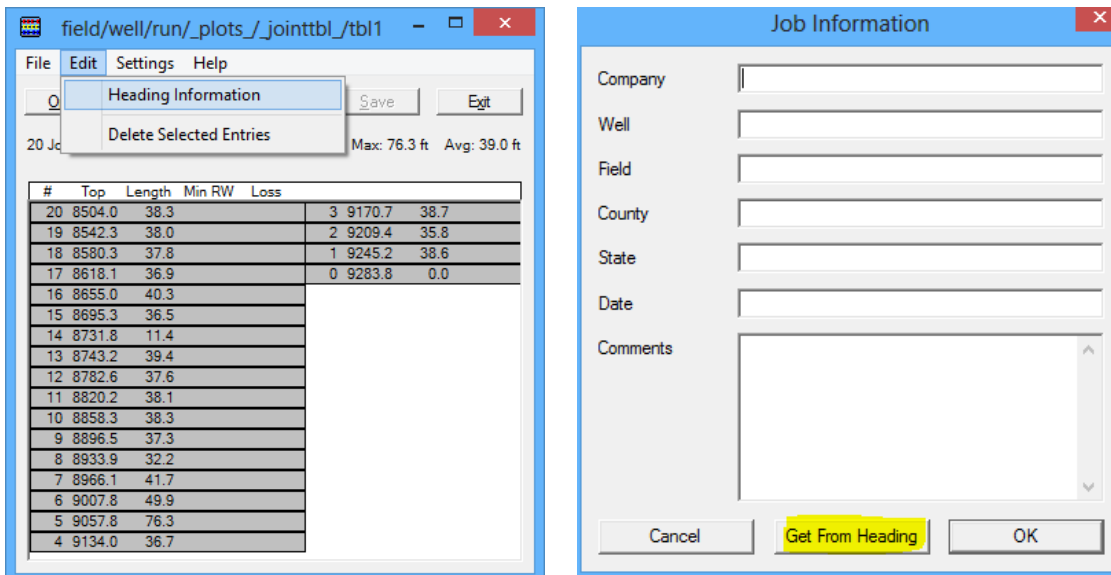 field/well/run/_plots_/_jointtbl_/tbl1
File Edit Settings Help
Heading Information
Save Exit
Delete Selected Entries
Max: 76.3 ft Avg: 39.0 ft
# Top Length Min RW Loss
20 8504.0 38.3
19 8542.3 38.0
18 8580.3 37.8
17 8618.1 36.9
16 8655.0 40.3
15 8695.3 36.5
14 8731.8 11.4
13 8743.2 39.4
12 8782.6 37.6
11 8820.2 38.1
10 8858.3 38.3
9 8896.5 37.3
8 8933.9 32.2
7 8966.1 41.7
6 9007.8 49.9
5 9057.8 76.3
4 9134.0 36.7
3 9170.7 38.7
2 9209.4 35.8
1 9245.2 38.6
0 9283.8 0.0
Job Information
Company
Well
Field
County
State
Date
Comments
Cancel Get From Heading OK